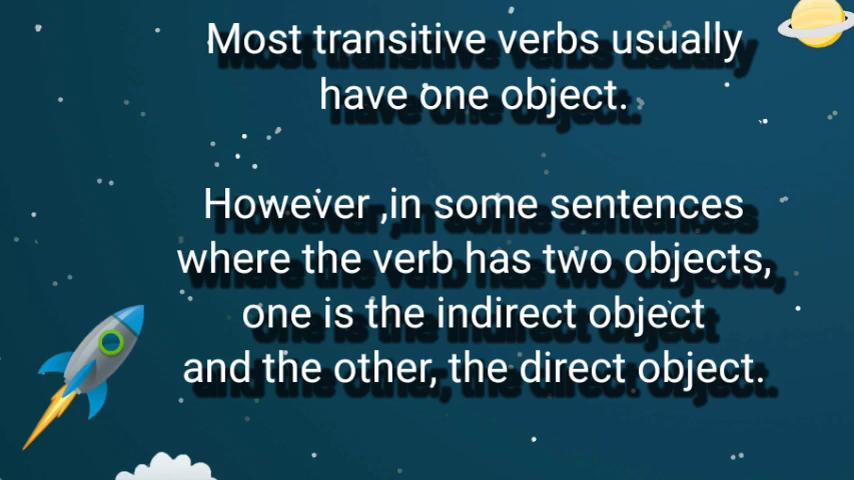 Most transitive verbs usually
have one object.
However ,in some sentences
where the verb has two objects,
one is the indirect object
and the other, the direct object.